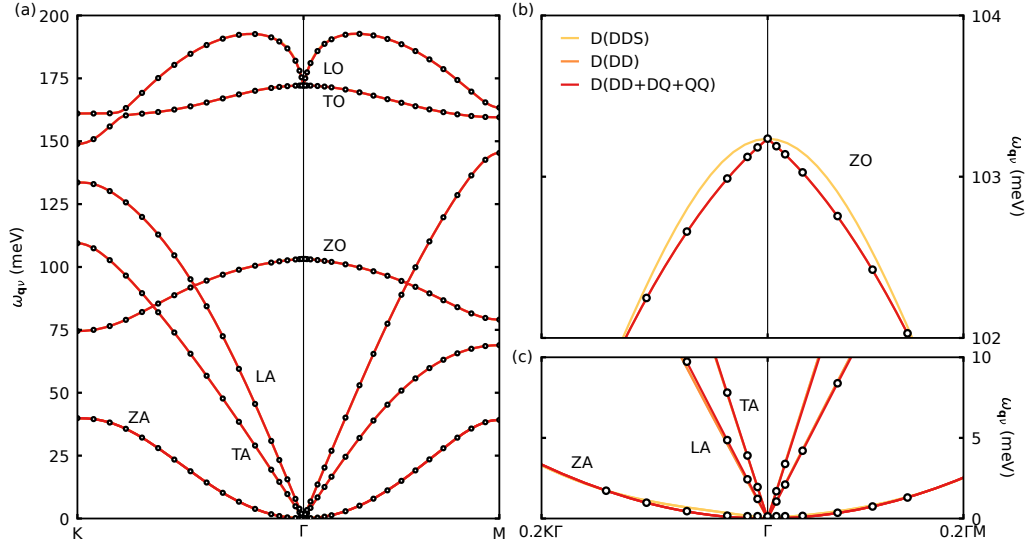 (a)
200
175
150
125
100
75
50
25
0
ω_qν (meV)
LO
TO
ZO
LA
TA
ZA
K
Γ
M
(b)
D(DDS)
D(DD)
D(DD+DQ+QQ)
ZO
104
103
102
ω_qν (meV)
(c)
TA
LA
ZA
10
5
0
ω_qν (meV)
0.2KΓ
Γ
0.2ΓM